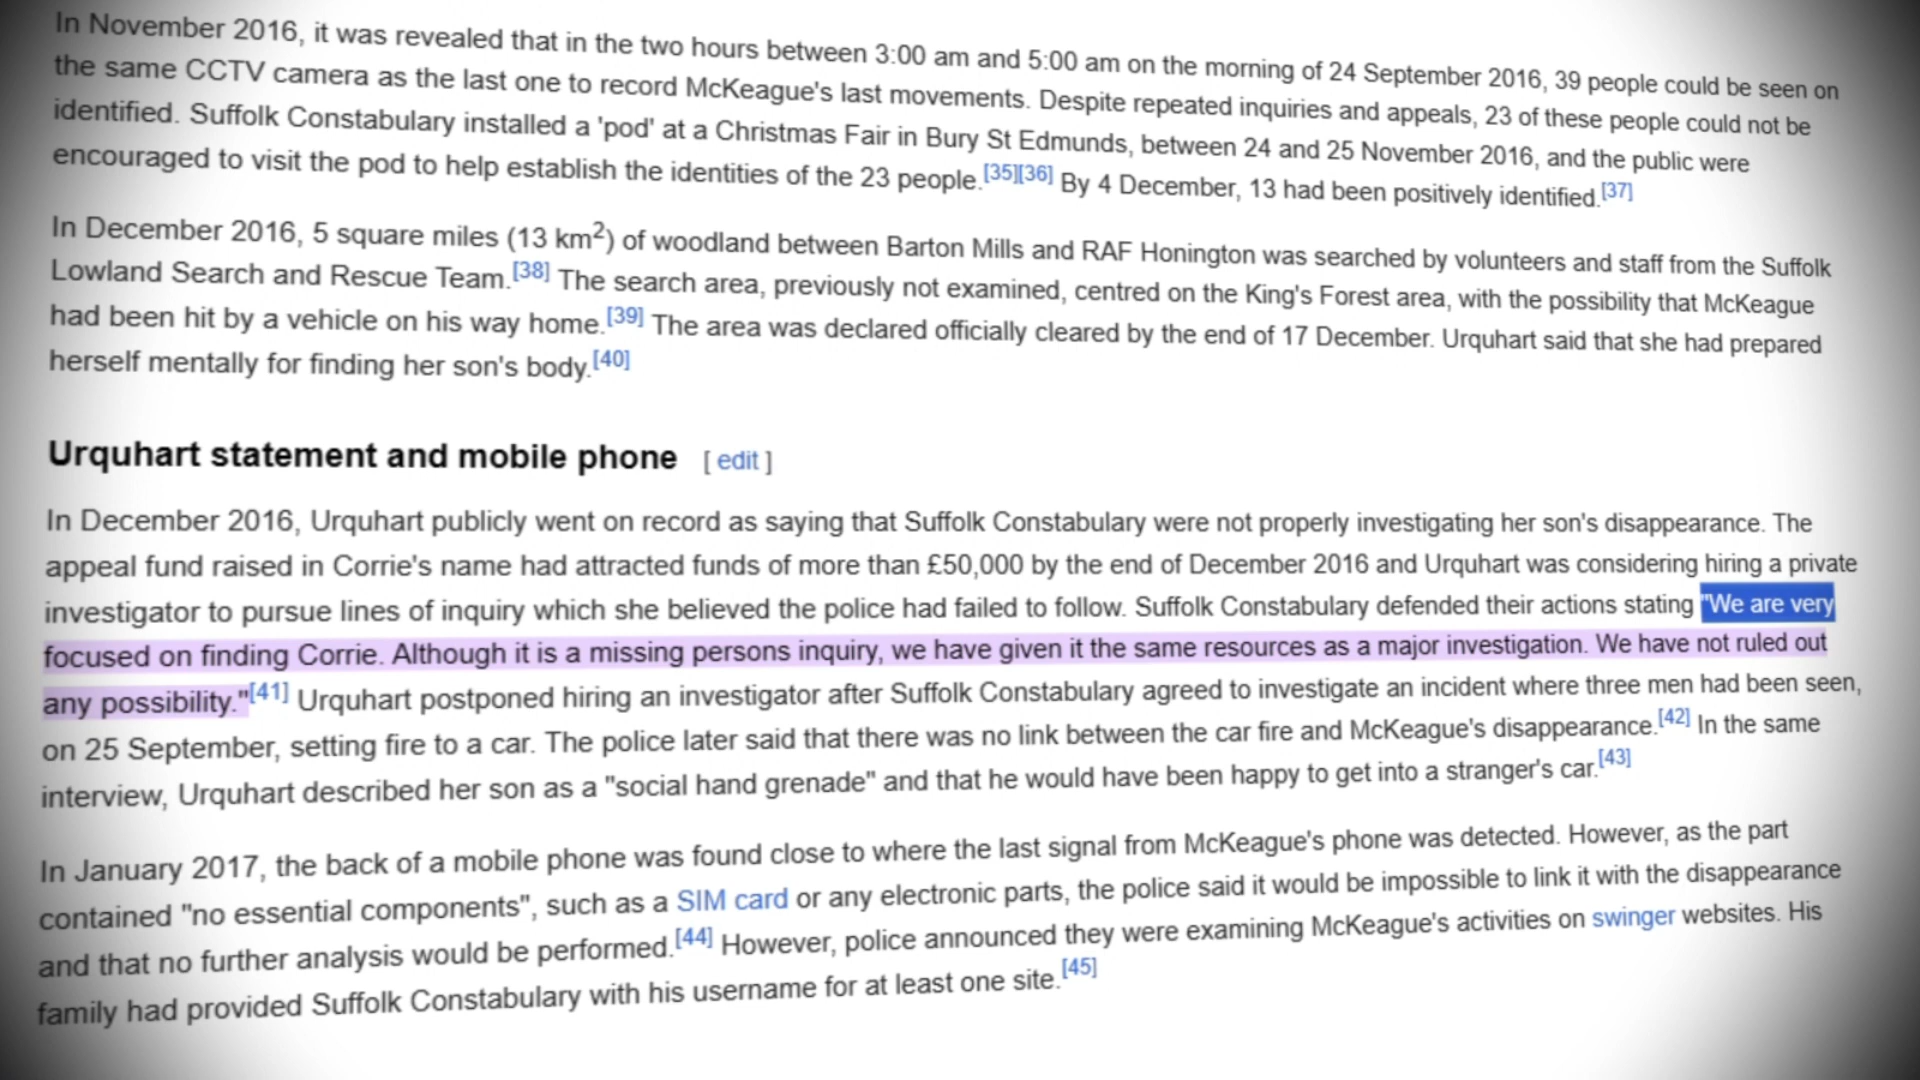 In November 2016, it was revealed that in the two hours between 3:00 am and 5:00 am on the morning of 24 September 2016, 39 people could be seen on
the same CCTV camera as the last one to record McKeague's last movements. Despite repeated inquiries and appeals, 23 of these people could not be
identified. Suffolk Constabulary installed a 'pod' at a Christmas Fair in Bury St Edmunds, between 24 and 25 November 2016, and the public were
encouraged to visit the pod to help establish the identities of the 23 people.[35][36] By 4 December, 13 had been positively identified.[37]
In December 2016, 5 square miles (13 km²) of woodland between Barton Mills and RAF Honington was searched by volunteers and staff from the Suffolk
Lowland Search and Rescue Team.[38] The search area, previously not examined, centred on the King's Forest area, with the possibility that McKeague
had been hit by a vehicle on his way home.[39] The area was declared officially cleared by the end of 17 December. Urquhart said that she had prepared
herself mentally for finding her son's body.[40]
Urquhart statement and mobile phone [ edit ]
In December 2016, Urquhart publicly went on record as saying that Suffolk Constabulary were not properly investigating her son's disappearance. The
appeal fund raised in Corrie's name had attracted funds of more than £50,000 by the end of December 2016 and Urquhart was considering hiring a private
investigator to pursue lines of inquiry which she believed the police had failed to follow. Suffolk Constabulary defended their actions stating "We are very
focused on finding Corrie. Although it is a missing persons inquiry, we have given it the same resources as a major investigation. We have not ruled out
any possibility."[41] Urquhart postponed hiring an investigator after Suffolk Constabulary agreed to investigate an incident where three men had been seen,
on 25 September, setting fire to a car. The police later said that there was no link between the car fire and McKeague's disappearance.[42] In the same
interview, Urquhart described her son as a "social hand grenade" and that he would have been happy to get into a stranger's car.[43]
In January 2017, the back of a mobile phone was found close to where the last signal from McKeague's phone was detected. However, as the part
contained "no essential components", such as a SIM card or any electronic parts, the police said it would be impossible to link it with the disappearance
and that no further analysis would be performed.[44] However, police announced they were examining McKeague's activities on swinger websites. His
family had provided Suffolk Constabulary with his username for at least one site.[45]